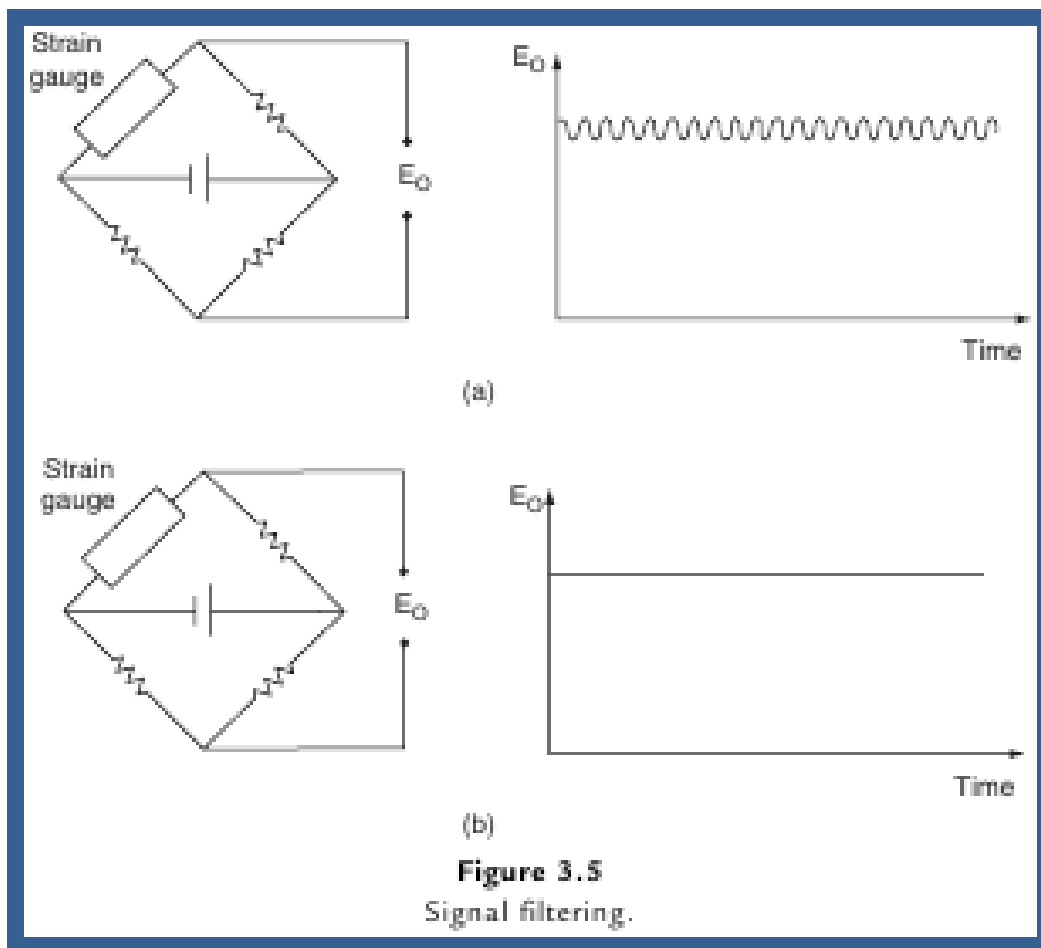 Strain
gauge
E_O
E_O
Time
(a)
Strain
gauge
E_O
E_O
Time
(b)
Figure 3.5
Signal filtering.